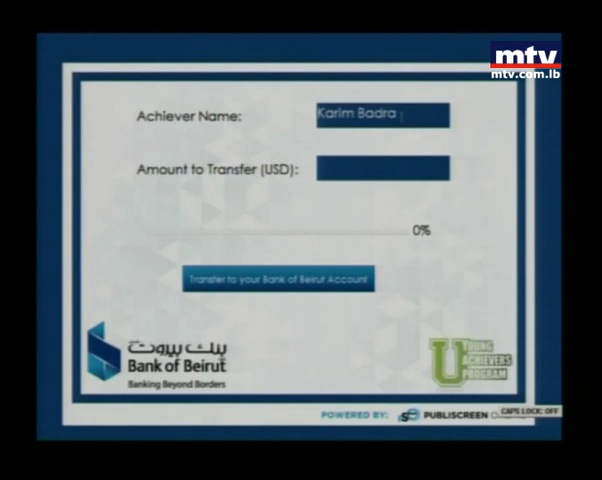 mtv
mtv.com.lb
Achiever Name:
Karim Badra
Amount to Transfer (USD):
0%
Transfer to your Bank of Beirut Account
بنك بيروت
Bank of Beirut
Banking Beyond Borders
YOUNG
ACHIEVERS
PROGRAM
POWERED BY:
PUBLISCREEN
CAPS LOCK: OFF